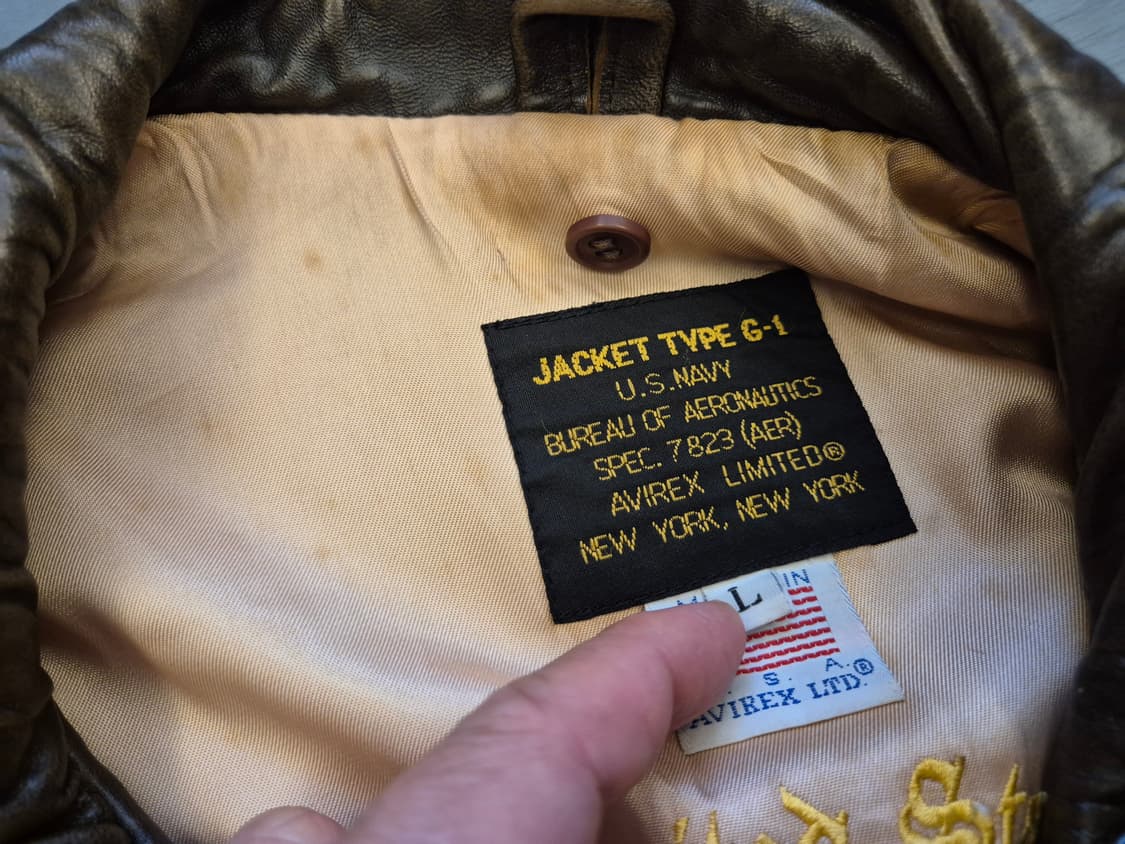 JACKET TYPE G-1
U.S.NAVY
BUREAU OF AERONAUTICS
SPEC. 7823 (AER)
AVIREX LIMITED®
NEW YORK, NEW YORK
IN
L
S. A.
AVIREX LTD.®